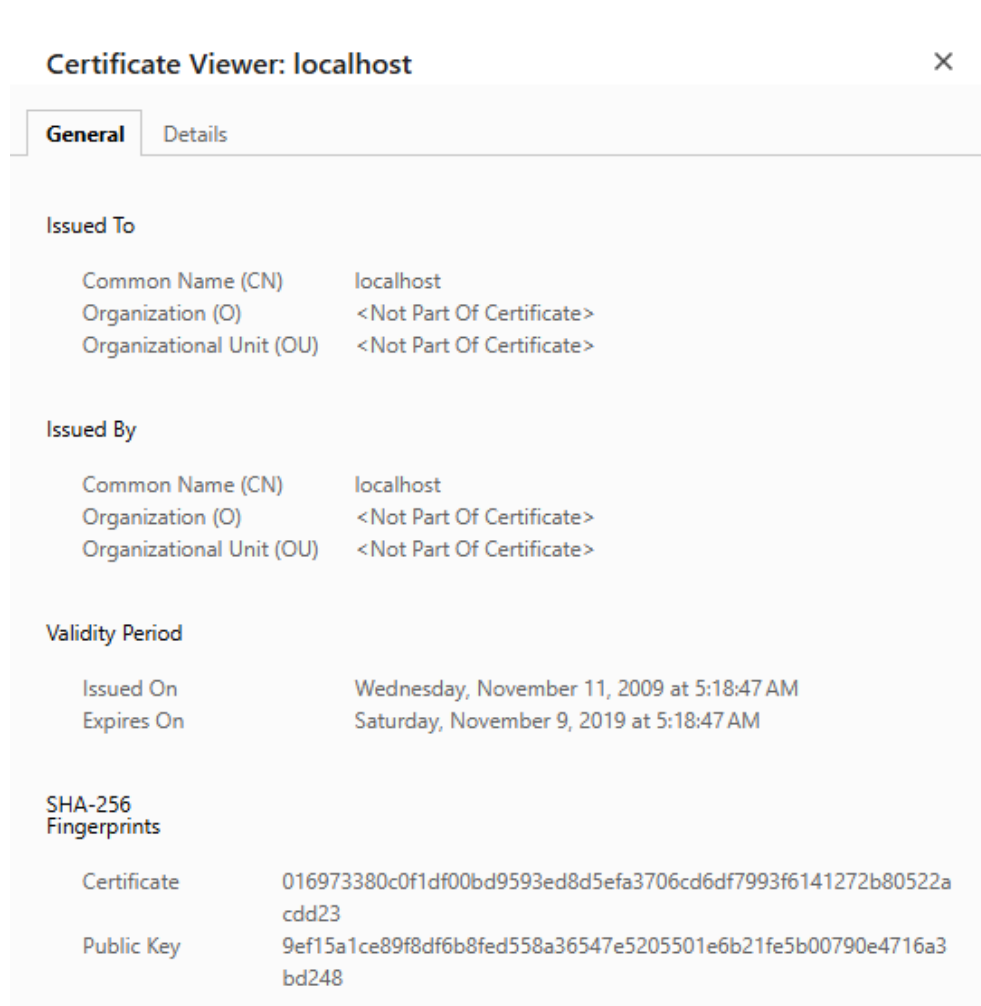 Certificate Viewer: localhost
General Details
Issued To
Common Name (CN) localhost
Organization (O) <Not Part Of Certificate>
Organizational Unit (OU) <Not Part Of Certificate>
Issued By
Common Name (CN) localhost
Organization (O) <Not Part Of Certificate>
Organizational Unit (OU) <Not Part Of Certificate>
Validity Period
Issued On Wednesday, November 11, 2009 at 5:18:47 AM
Expires On Saturday, November 9, 2019 at 5:18:47 AM
SHA-256
Fingerprints
Certificate 016973380c0f1df00bd9593ed8d5efa3706cd6df7993f6141272b80522a
cdd23
Public Key 9ef15a1ce89f8df6b8fed558a36547e5205501e6b21fe5b00790e4716a3
bd248